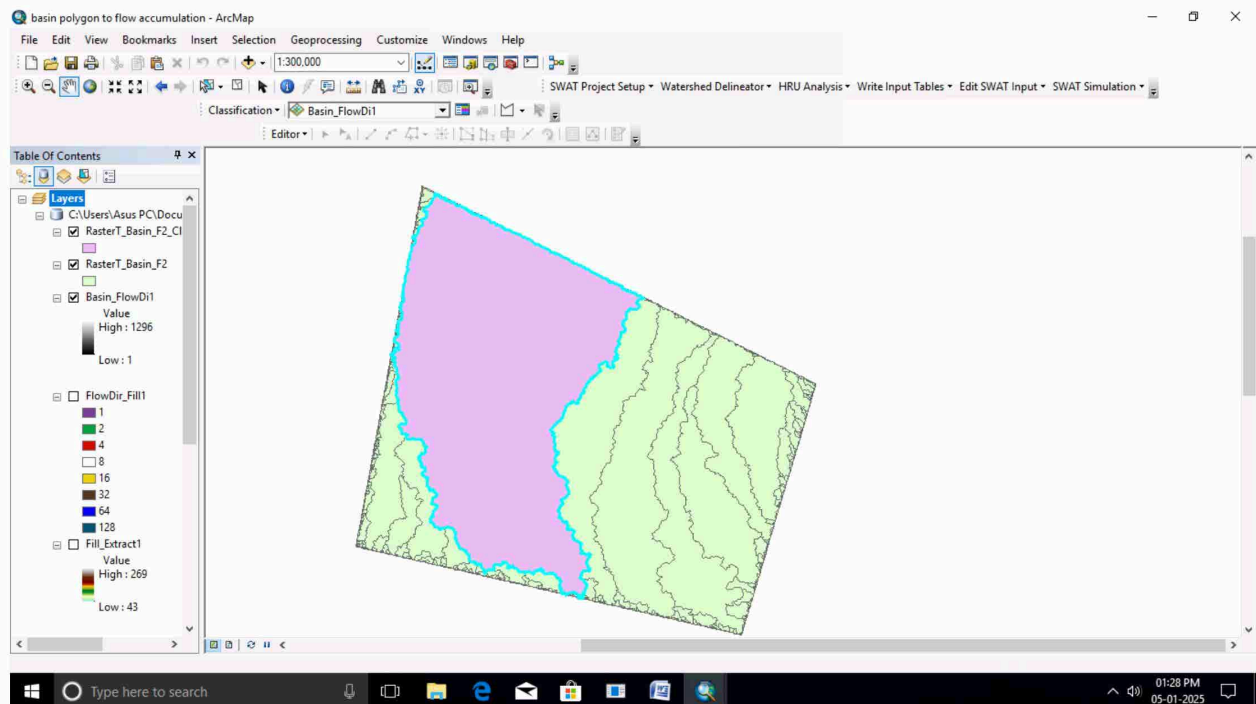 basin polygon to flow accumulation - ArcMap
File Edit View Bookmarks Insert Selection Geoprocessing Customize Windows Help
1:300,000
SWAT Project Setup Watershed Delineator HRU Analysis Write Input Tables Edit SWAT Input SWAT Simulation
Classification Basin_FlowDi1
Editor
Table Of Contents
Layers
C:\Users\Asus PC\Docu
RasterT_Basin_F2_Cl
RasterT_Basin_F2
Basin_FlowDi1
Value
High : 1296
Low : 1
FlowDir_Fill1
1
2
4
8
16
32
64
128
Fill_Extract1
Value
High : 269
Low : 43
Type here to search
01:28 PM
05-01-2025